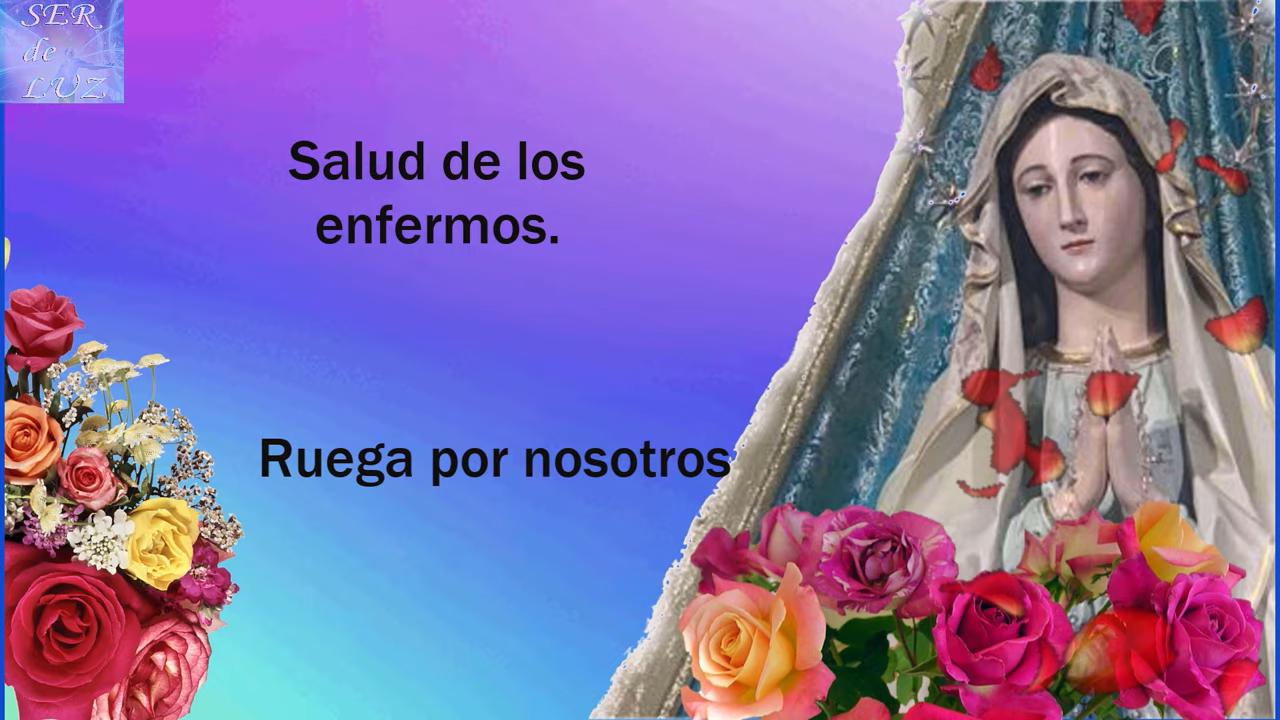 SER
de
LUZ
Salud de los
enfermos.
Ruega por nosotros